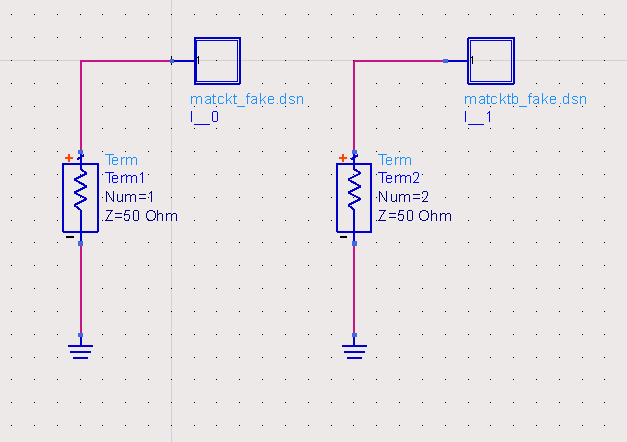 1
matckt_fake.dsn
I__0
+
Term
Term1
Num=1
Z=50 Ohm
-
1
matcktb_fake.dsn
I__1
+
Term
Term2
Num=2
Z=50 Ohm
-